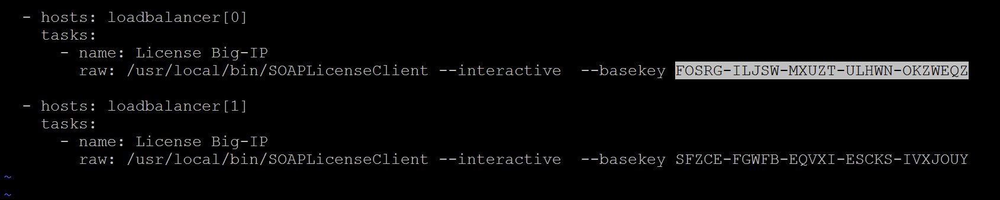 - hosts: loadbalancer[0]
tasks:
- name: License Big-IP
raw: /usr/local/bin/SOAPLicenseClient --interactive  --basekey FOSRG-ILJSW-MXUZT-ULHWN-OKZWEQZ
- hosts: loadbalancer[1]
tasks:
- name: License Big-IP
raw: /usr/local/bin/SOAPLicenseClient --interactive  --basekey SFZCE-FGWFB-EQVXI-ESCKS-IVXJOUY
~
~